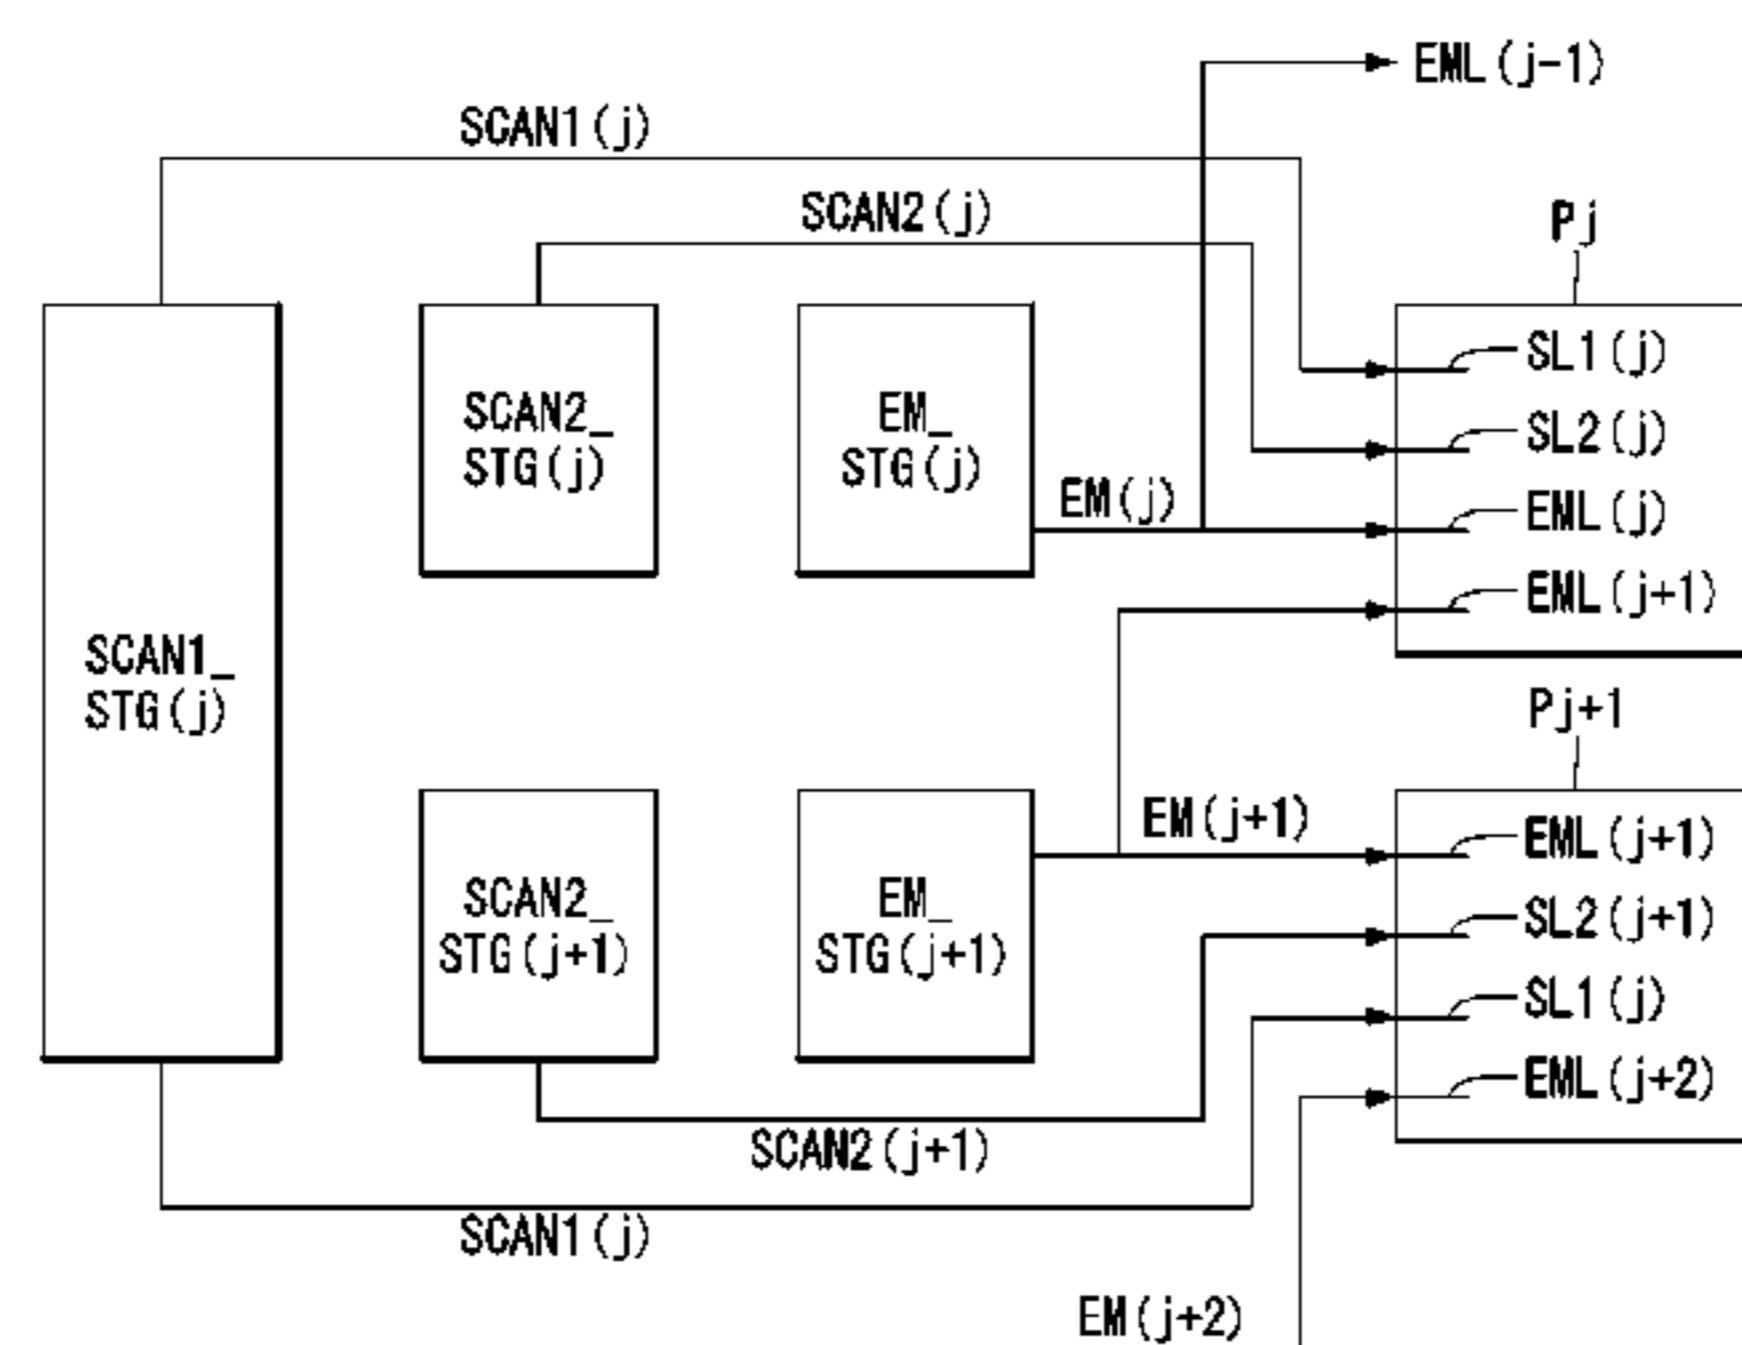 EML(j-1)
SCAN1(j)
SCAN2(j)
Pj
SCAN1_
STG(j)
SCAN2_
STG(j)
EM_
STG(j)
EM(j)
SL1(j)
SL2(j)
EML(j)
EML(j+1)
Pj+1
SCAN2_
STG(j+1)
EM_
STG(j+1)
EM(j+1)
EML(j+1)
SL2(j+1)
SL1(j)
EML(j+2)
SCAN2(j+1)
SCAN1(j)
EM(j+2)